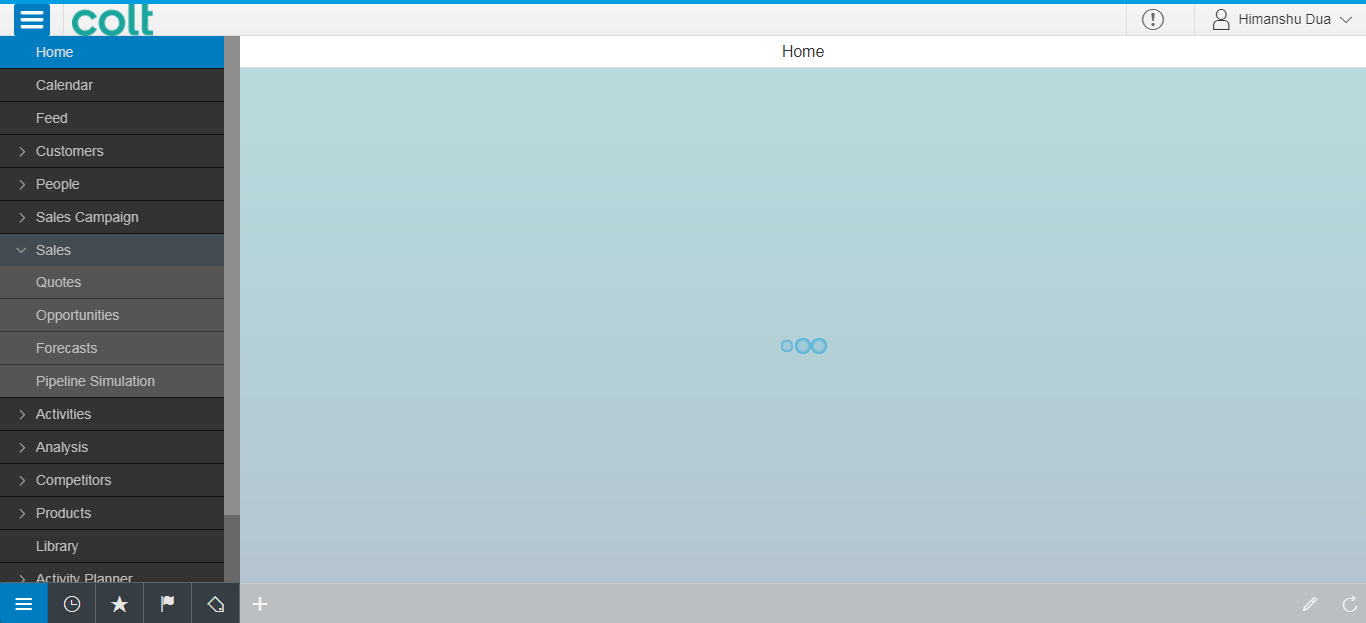 colt
Himanshu Dua
Home
Home
Calendar
Feed
Customers
People
Sales Campaign
Sales
Quotes
Opportunities
Forecasts
Pipeline Simulation
Activities
Analysis
Competitors
Products
Library
Activity Planner